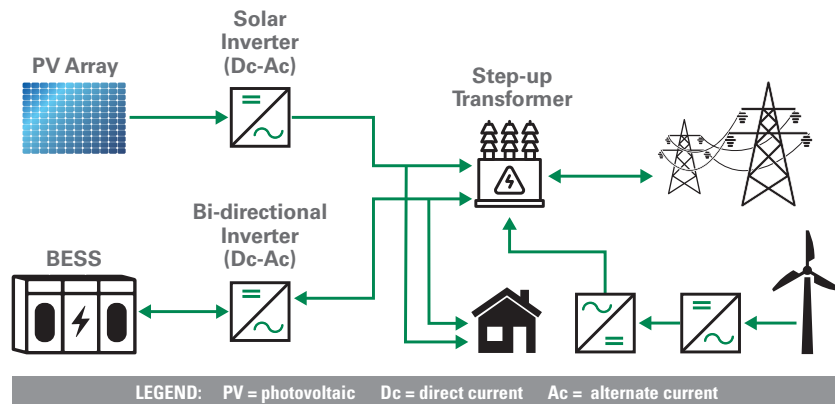 Solar
Inverter
(Dc-Ac)
PV Array
Step-up
Transformer
Bi-directional
Inverter
(Dc-Ac)
BESS
LEGEND: PV = photovoltaic Dc = direct current Ac = alternate current